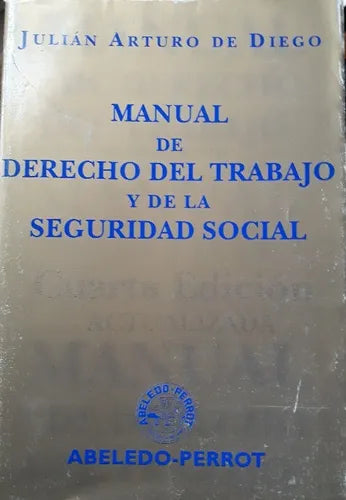 JULIÁN ARTURO DE DIEGO
MANUAL
DE
DERECHO DEL TRABAJO
Y DE LA
SEGURIDAD SOCIAL
Cuarta Edición
ACTUALIZADA
MANUAL
ABELEDO-PERROT
ABELEDO-PERROT